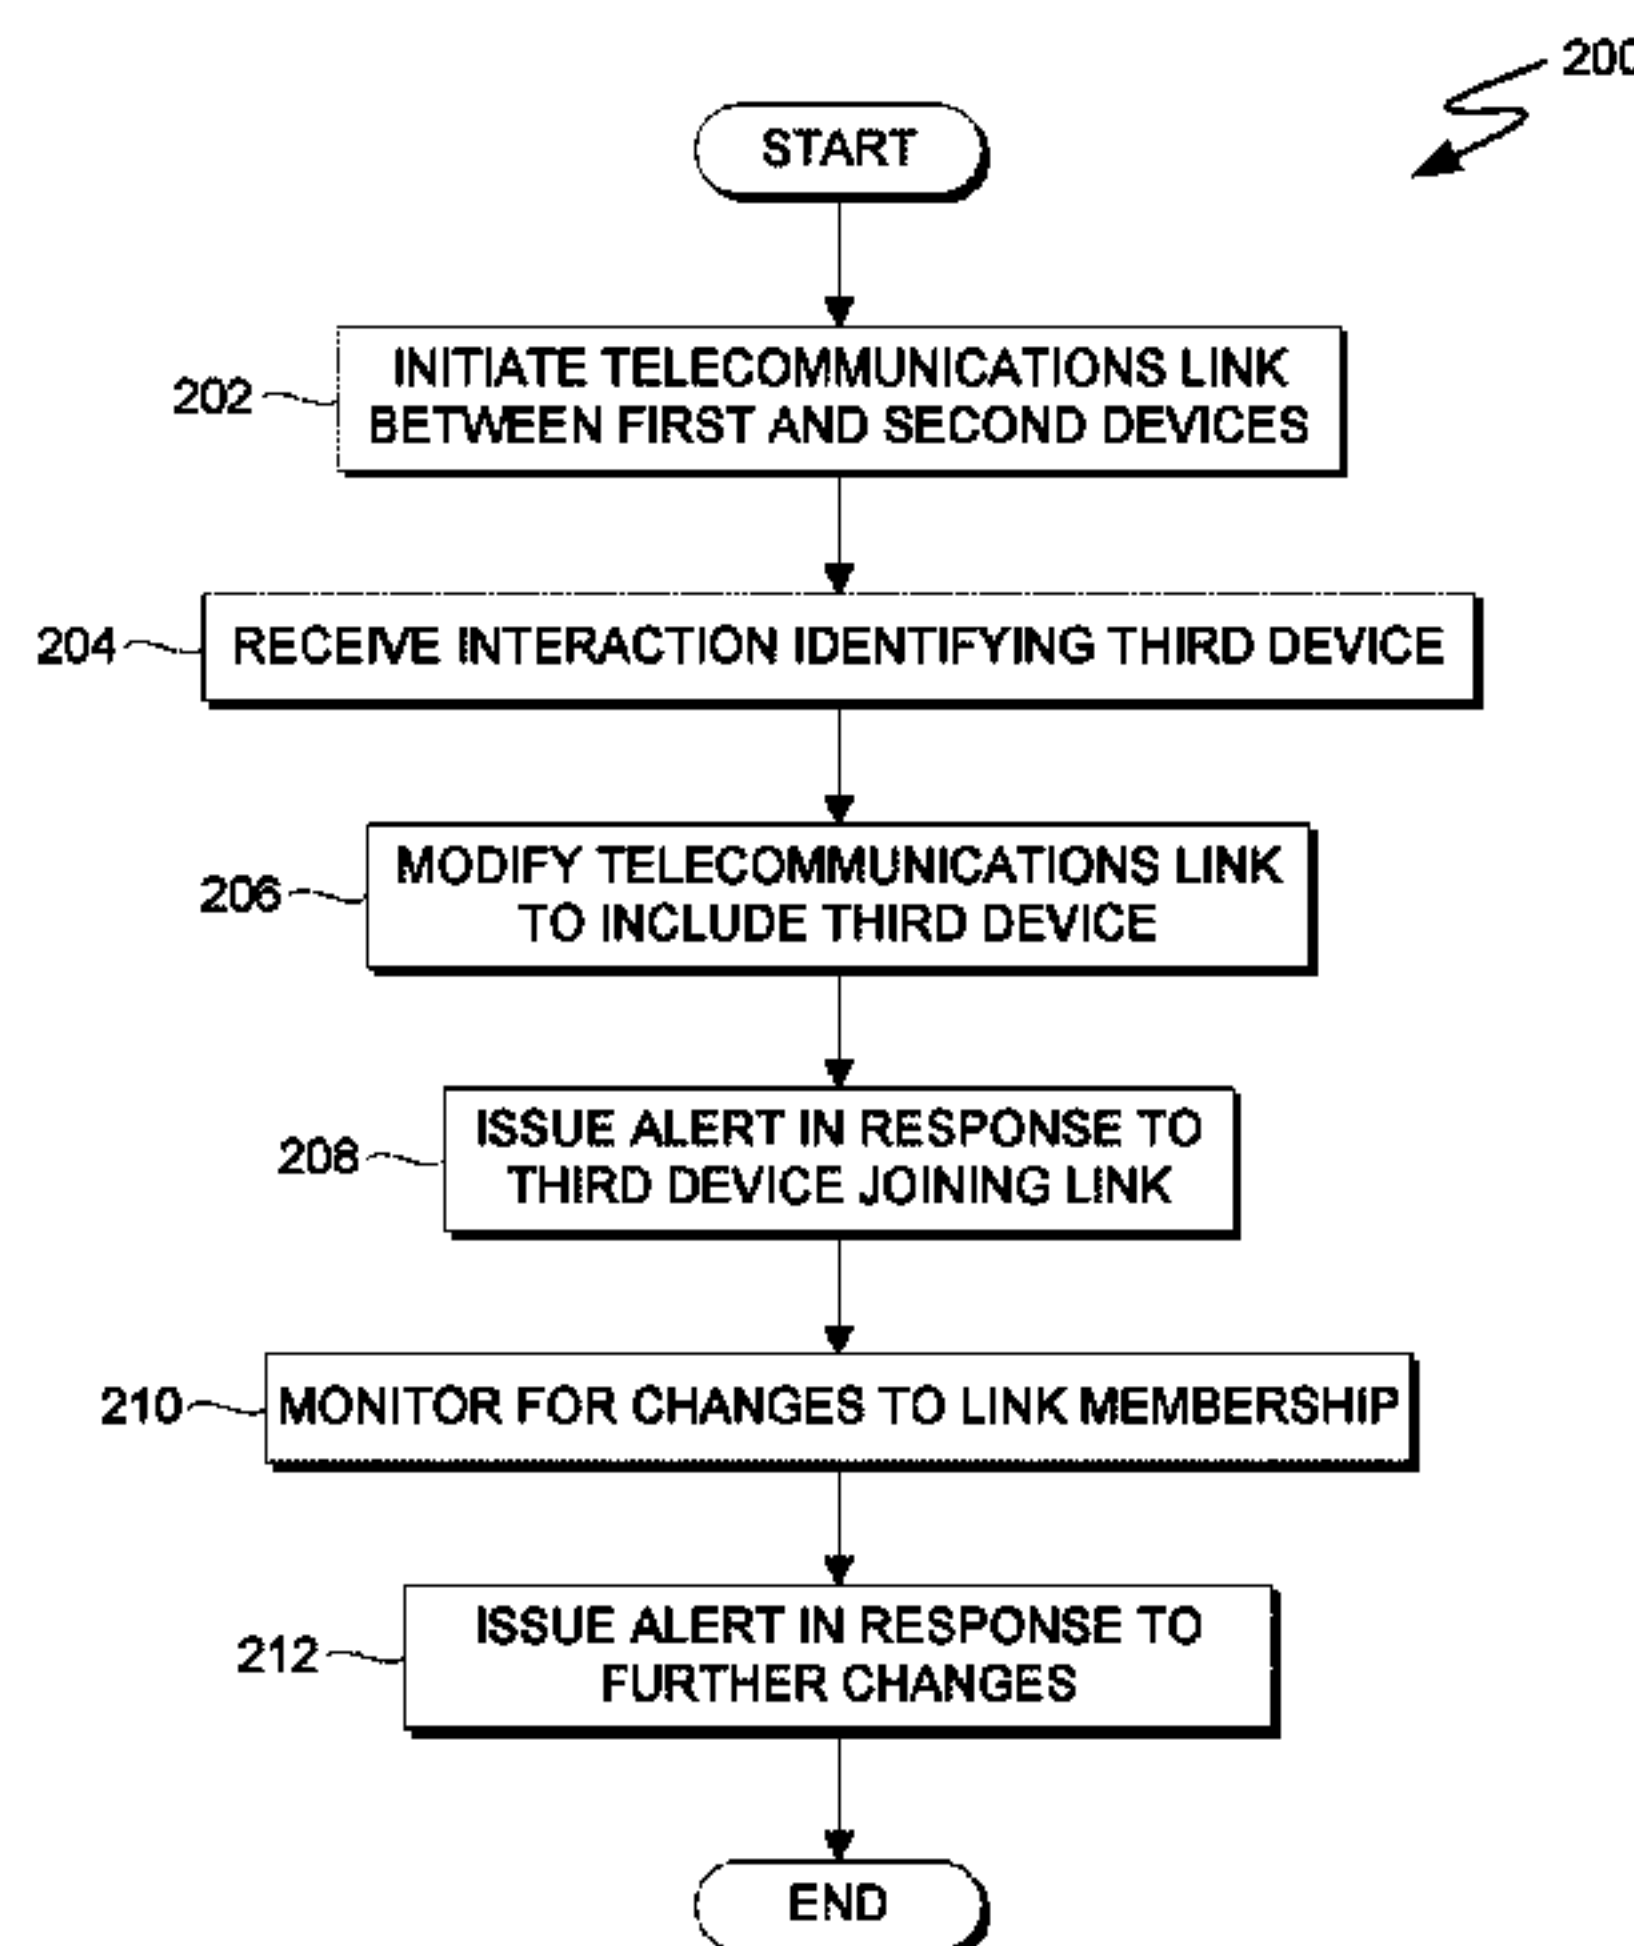 200
START
202
INITIATE TELECOMMUNICATIONS LINK
BETWEEN FIRST AND SECOND DEVICES
204
RECEIVE INTERACTION IDENTIFYING THIRD DEVICE
206
MODIFY TELECOMMUNICATIONS LINK
TO INCLUDE THIRD DEVICE
208
ISSUE ALERT IN RESPONSE TO
THIRD DEVICE JOINING LINK
210
MONITOR FOR CHANGES TO LINK MEMBERSHIP
212
ISSUE ALERT IN RESPONSE TO
FURTHER CHANGES
END